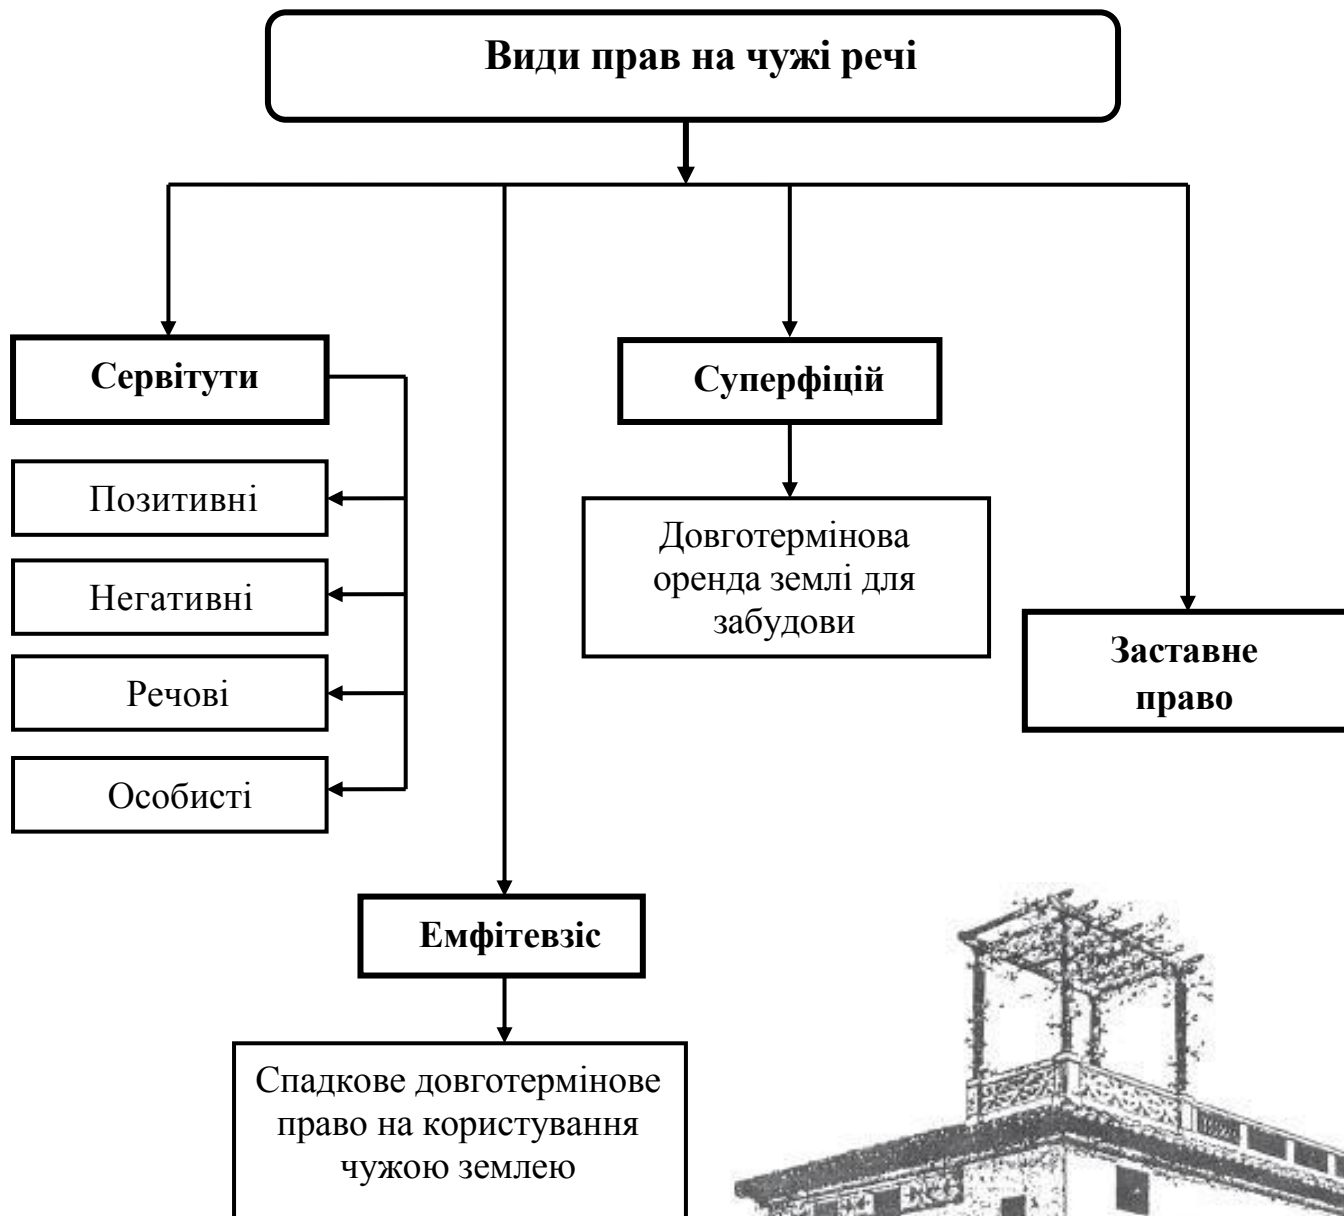 Види прав на чужі речі
Сервітути
Позитивні
Негативні
Речові
Особисті
Суперфіцій
Довготермінова
оренда землі для
забудови
Заставне
право
Емфітевзіс
Спадкове довготермінове
право на користування
чужою землею